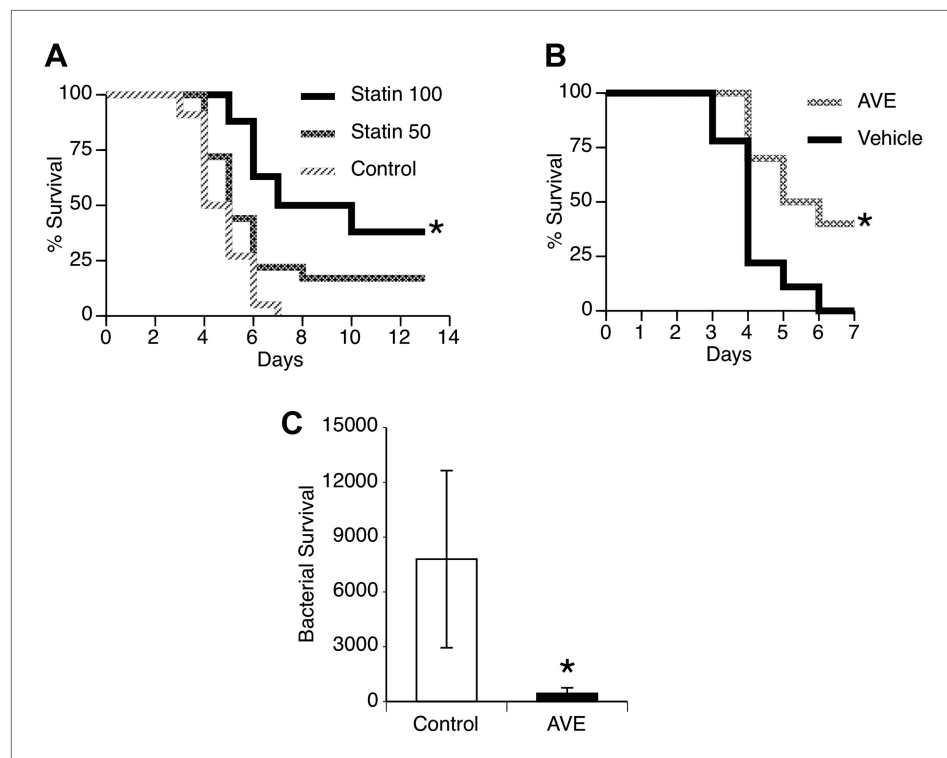 A
% Survival
100
75
50
25
0
0 2 4 6 8 10 12 14
Days
Statin 100
Statin 50
Control
*
B
% Survival
100
75
50
25
0
0 1 2 3 4 5 6 7
Days
AVE
Vehicle
*
C
Bacterial Survival
15000
12000
9000
6000
3000
0
*
Control AVE